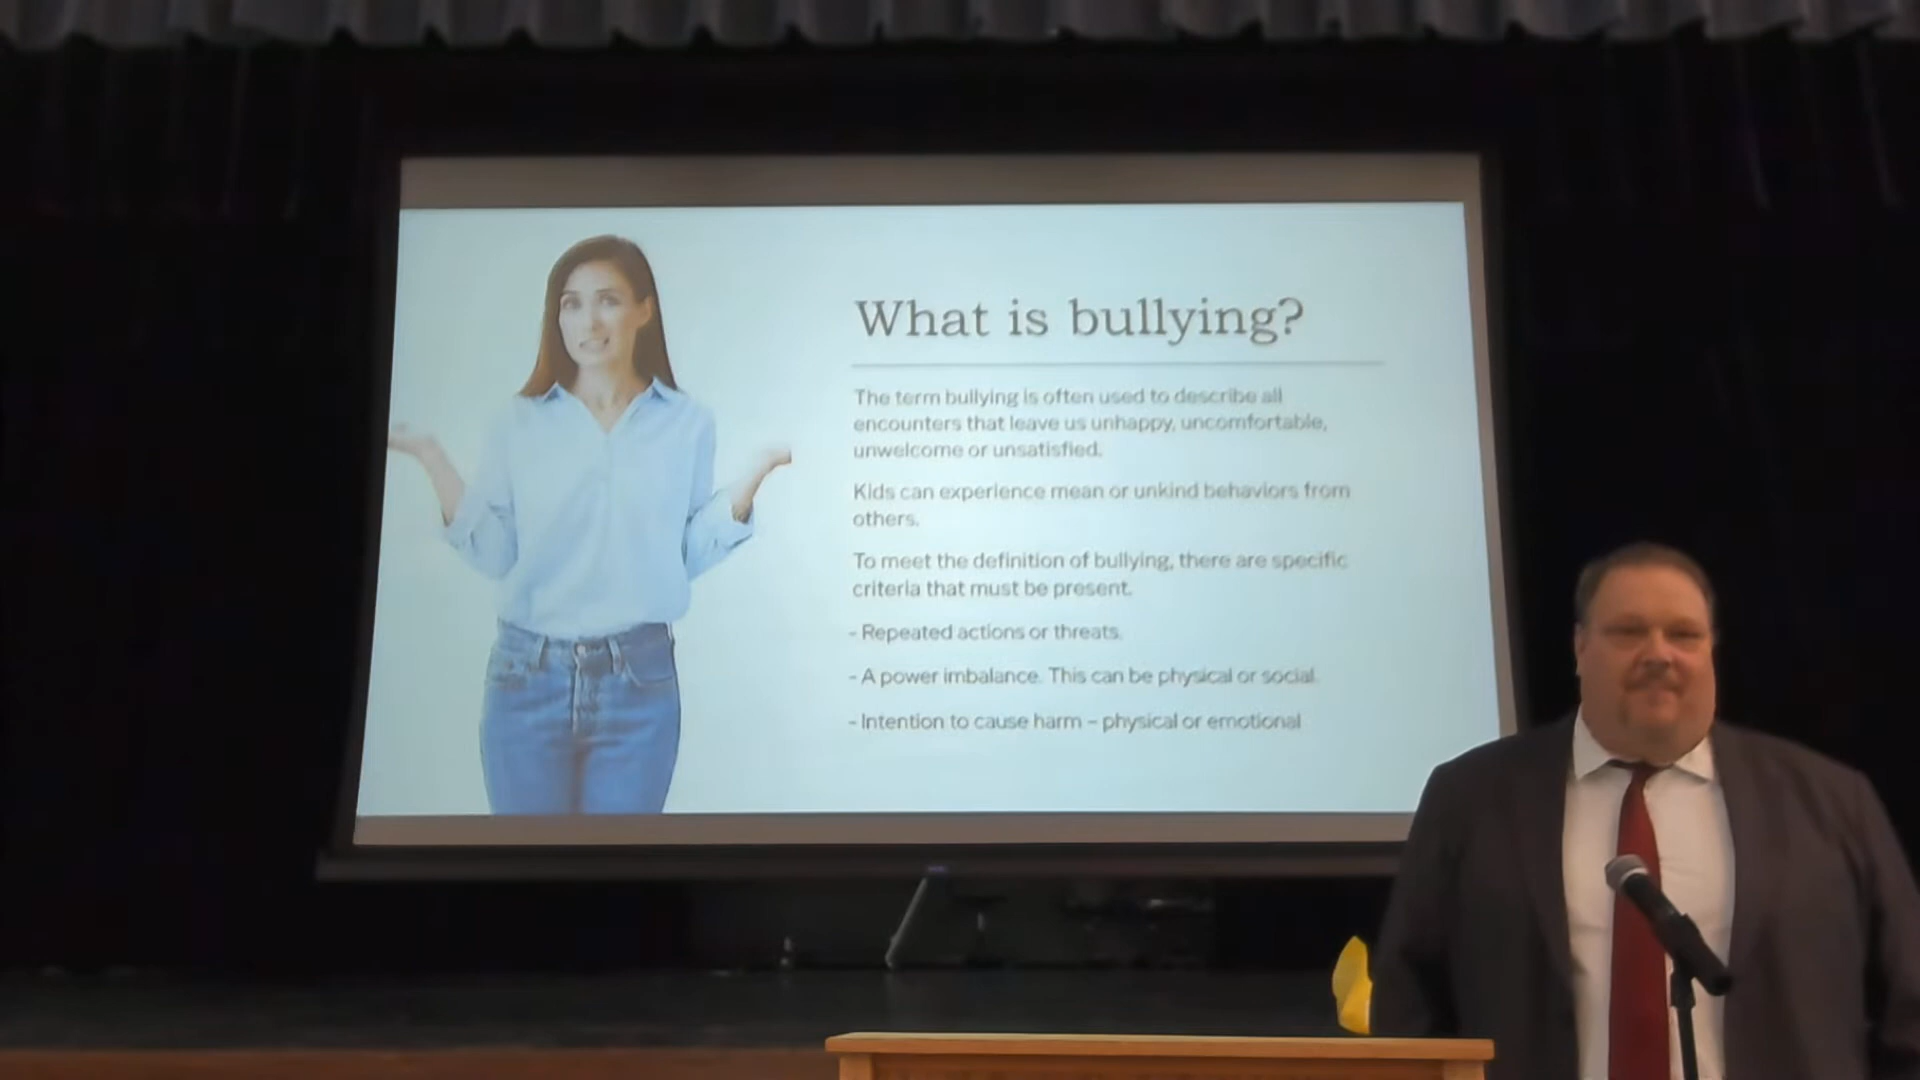 What is bullying?
The term bullying is often used to describe all
encounters that leave us unhappy, uncomfortable,
unwelcome or unsatisfied.
Kids can experience mean or unkind behaviors from
others.
To meet the definition of bullying, there are specific
criteria that must be present.
- Repeated actions or threats.
- A power imbalance. This can be physical or social.
- Intention to cause harm – physical or emotional